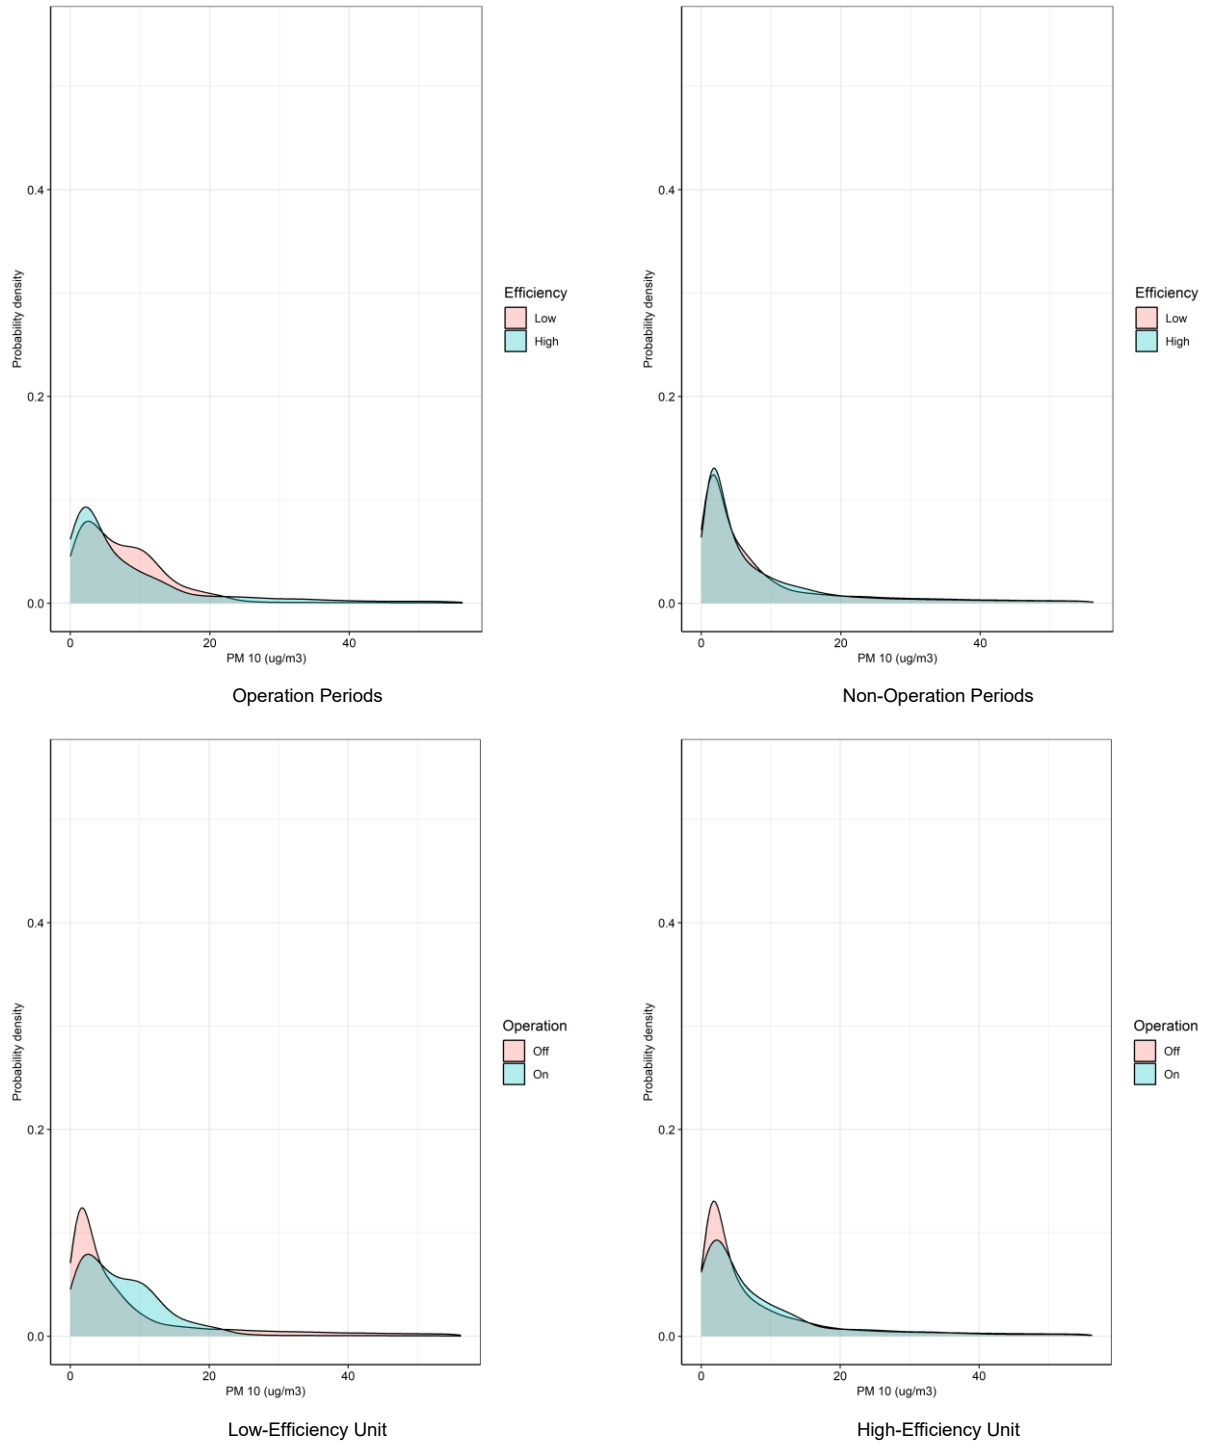 0.4
0.2
0.0
Probability density
0
20
40
PM 10 (ug/m3)
Efficiency
Low
High
Operation Periods
0.4
0.2
0.0
Probability density
0
20
40
PM 10 (ug/m3)
Efficiency
Low
High
Non-Operation Periods
0.4
0.2
0.0
Probability density
0
20
40
PM 10 (ug/m3)
Operation
Off
On
Low-Efficiency Unit
0.4
0.2
0.0
Probability density
0
20
40
PM 10 (ug/m3)
Operation
Off
On
High-Efficiency Unit